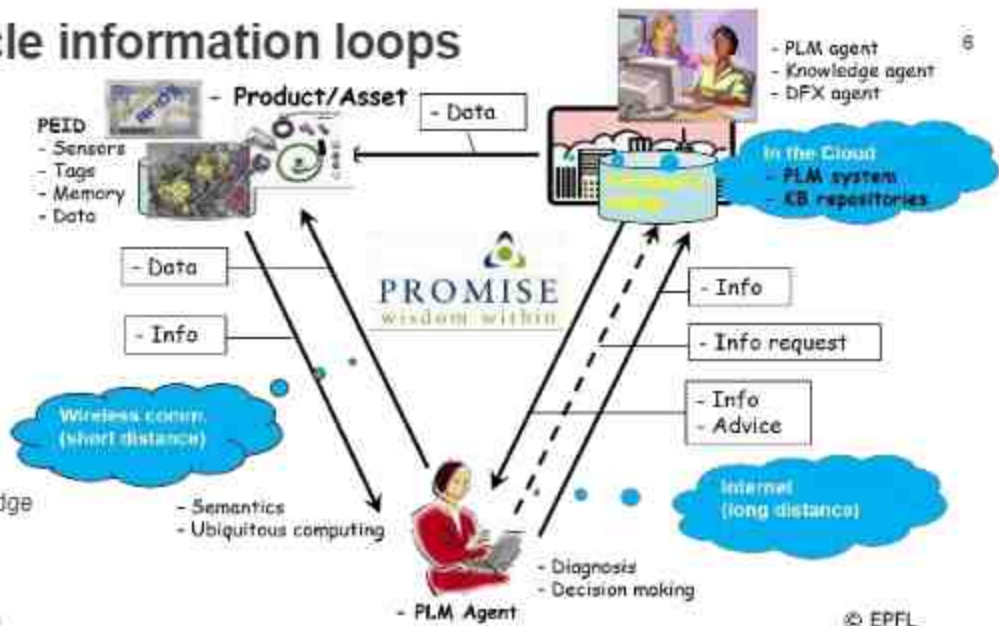 cle information loops
6
- PLM agent
- Knowledge agent
- DFX agent
- Product/Asset
- Data
PEID
- Sensors
- Tags
- Memory
- Data
In the Cloud
- PLM system
- KB repositories
- Data
- Info
PROMISE
wisdom within
- Info
- Info request
- Info
- Advice
Wireless comm.
(short distance)
Internet
(long distance)
dge
- Semantics
- Ubiquitous computing
- Diagnosis
- Decision making
- PLM Agent
© EPFL